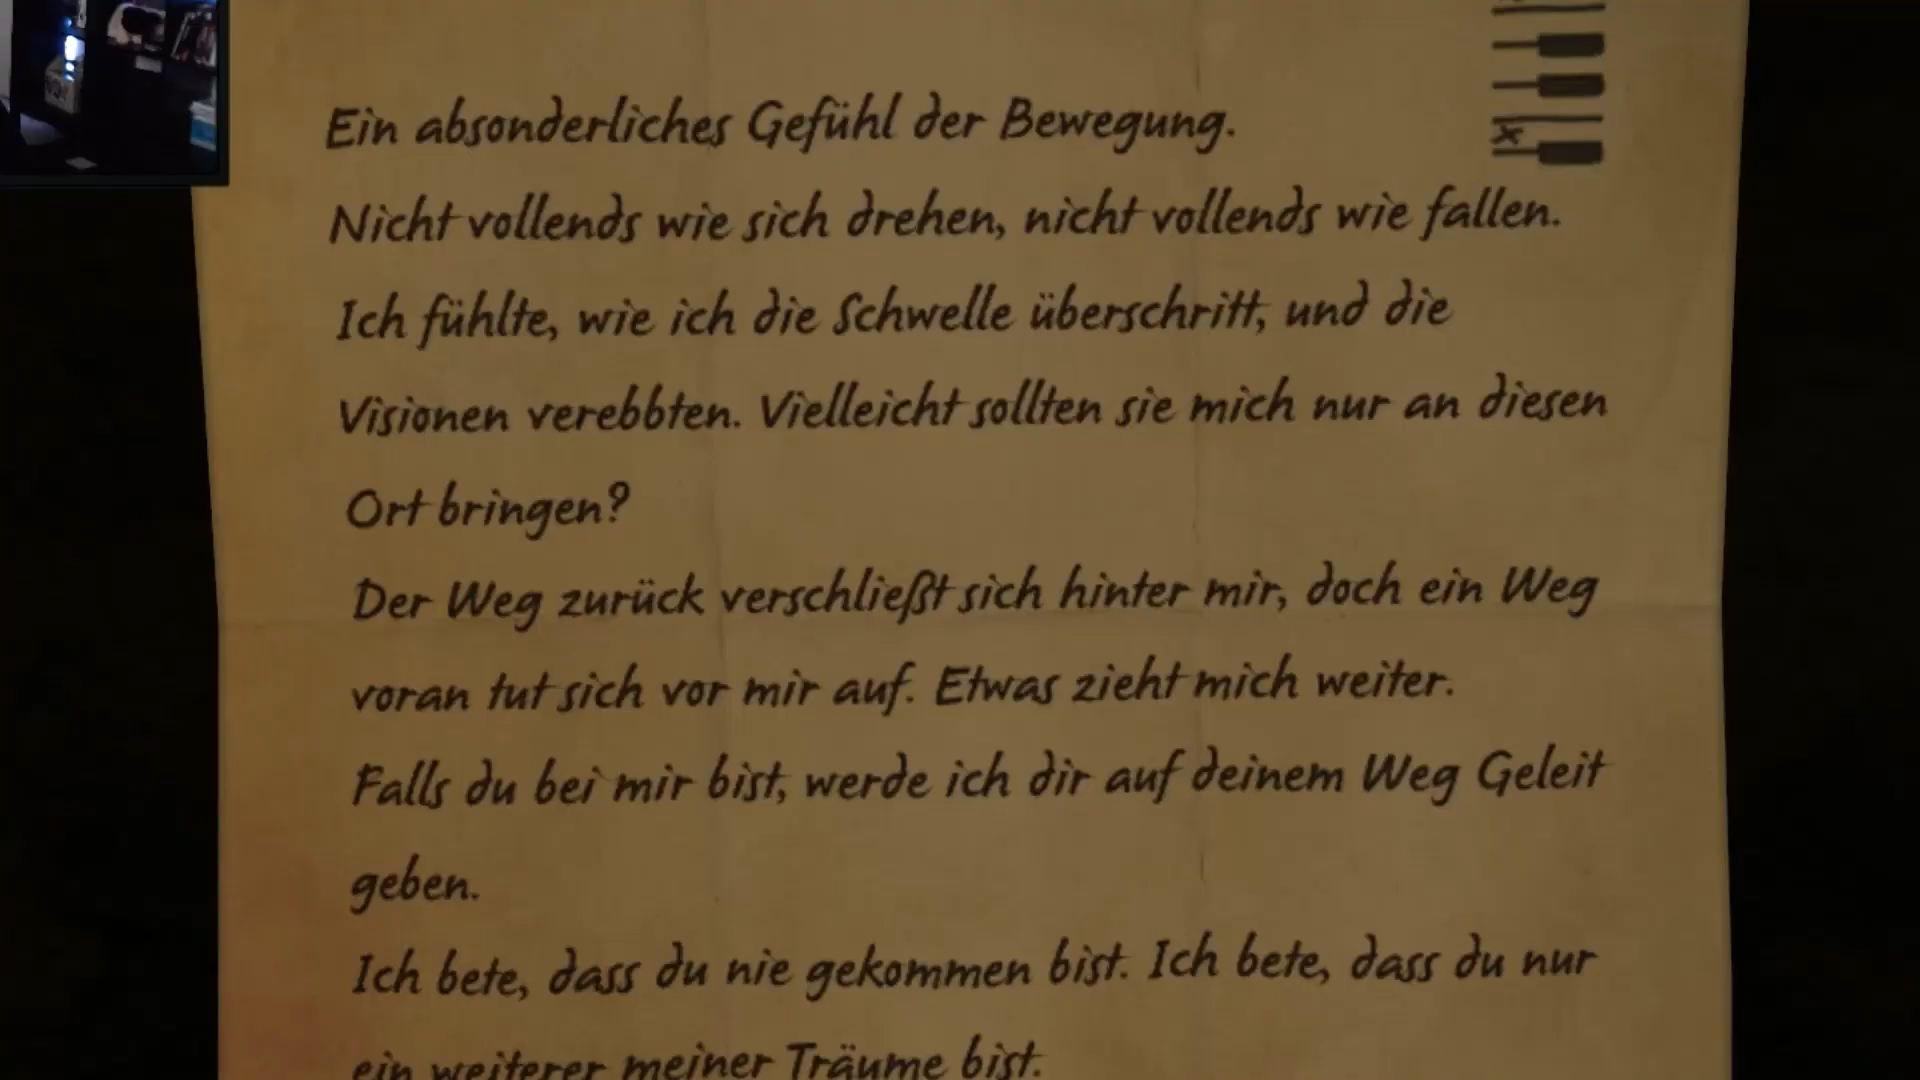 Ein absonderliches Gefühl der Bewegung.
Nicht vollends wie sich drehen, nicht vollends wie fallen.
Ich fühlte, wie ich die Schwelle überschritt, und die
Visionen verebbten. Vielleicht sollten sie mich nur an diesen
Ort bringen?
Der Weg zurück verschließt sich hinter mir, doch ein Weg
voran tut sich vor mir auf. Etwas zieht mich weiter.
Falls du bei mir bist, werde ich dir auf deinem Weg Geleit
geben.
Ich bete, dass du nie gekommen bist. Ich bete, dass du nur
ein weiterer meiner Träume bist.